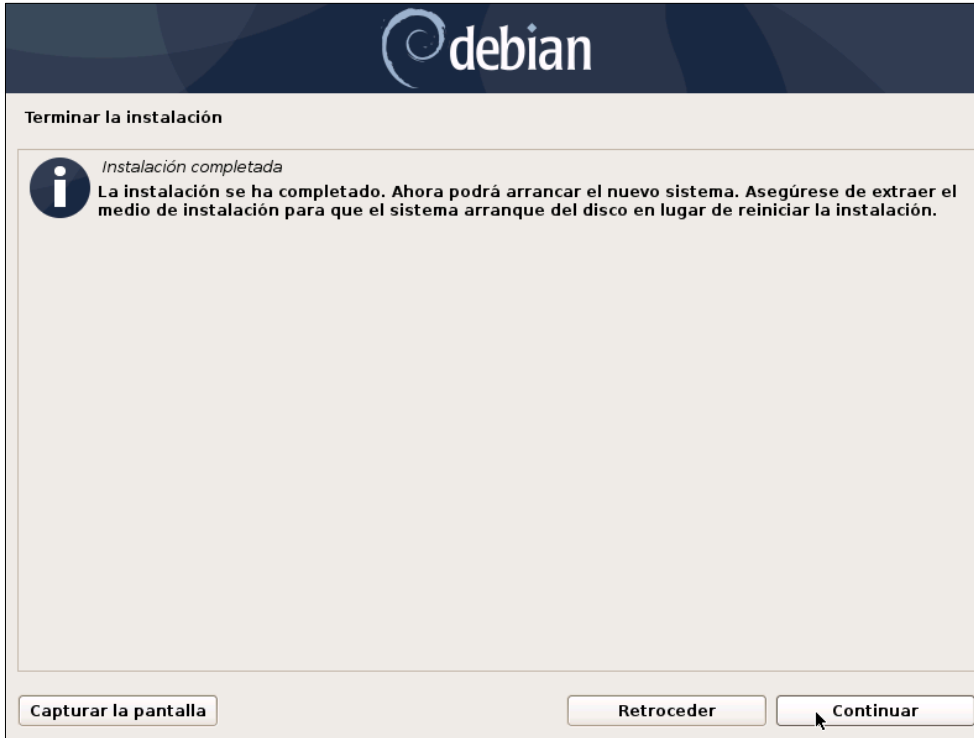 debian
Terminar la instalación
Instalación completada
La instalación se ha completado. Ahora podrá arrancar el nuevo sistema. Asegúrese de extraer el
medio de instalación para que el sistema arranque del disco en lugar de reiniciar la instalación.
Capturar la pantalla
Retroceder
Continuar